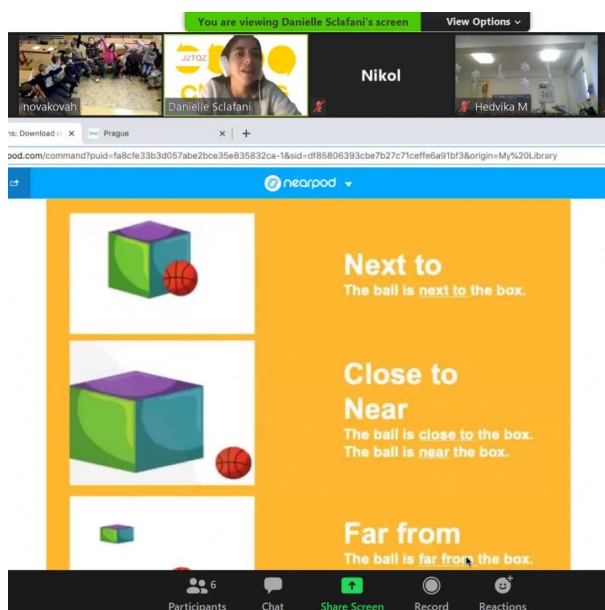 You are viewing Danielle Sclafani's screen
View Options
J2TQZ
novakovah
Danielle Sclafani
Nikol
Hedvika M
Prague
pod.com/command?puid=fa8cfe33b3d057abe2bce35e835832ca-1&sid=df85806393cbe7b27c71ceffe6a91bf3&origin=My%20Library
nearpod
Next to
The ball is next to the box.
Close to
Near
The ball is close to the box.
The ball is near the box.
Far from
The ball is far from the box.
6
Participants
Chat
Share Screen
Record
Reactions